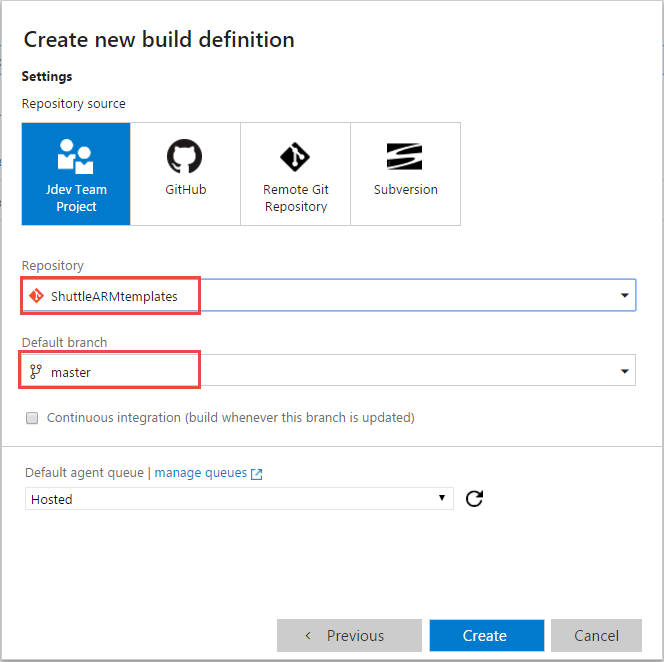 Create new build definition
Settings
Repository source
Jdev Team
Project
GitHub
Remote Git
Repository
Subversion
Repository
ShuttleARMtemplates
Default branch
master
Continuous integration (build whenever this branch is updated)
Default agent queue | manage queues
Hosted
< Previous
Create
Cancel